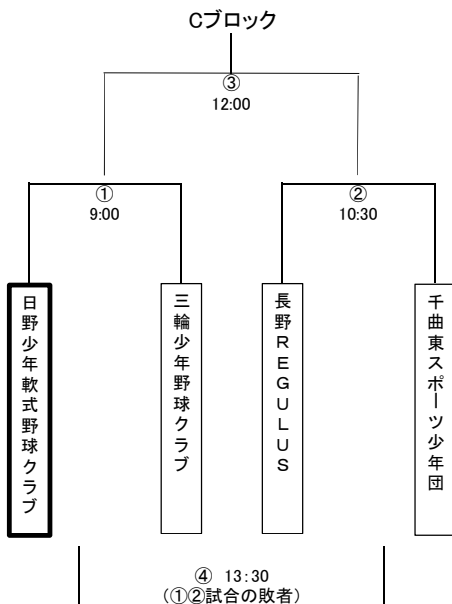 Cブロック
③
12:00
①
9:00
②
10:30
日野少年軟式野球クラブ
三輪少年野球クラブ
長野REGULUS
千曲東スポーツ少年団
④ 13:30
(①②試合の敗者)